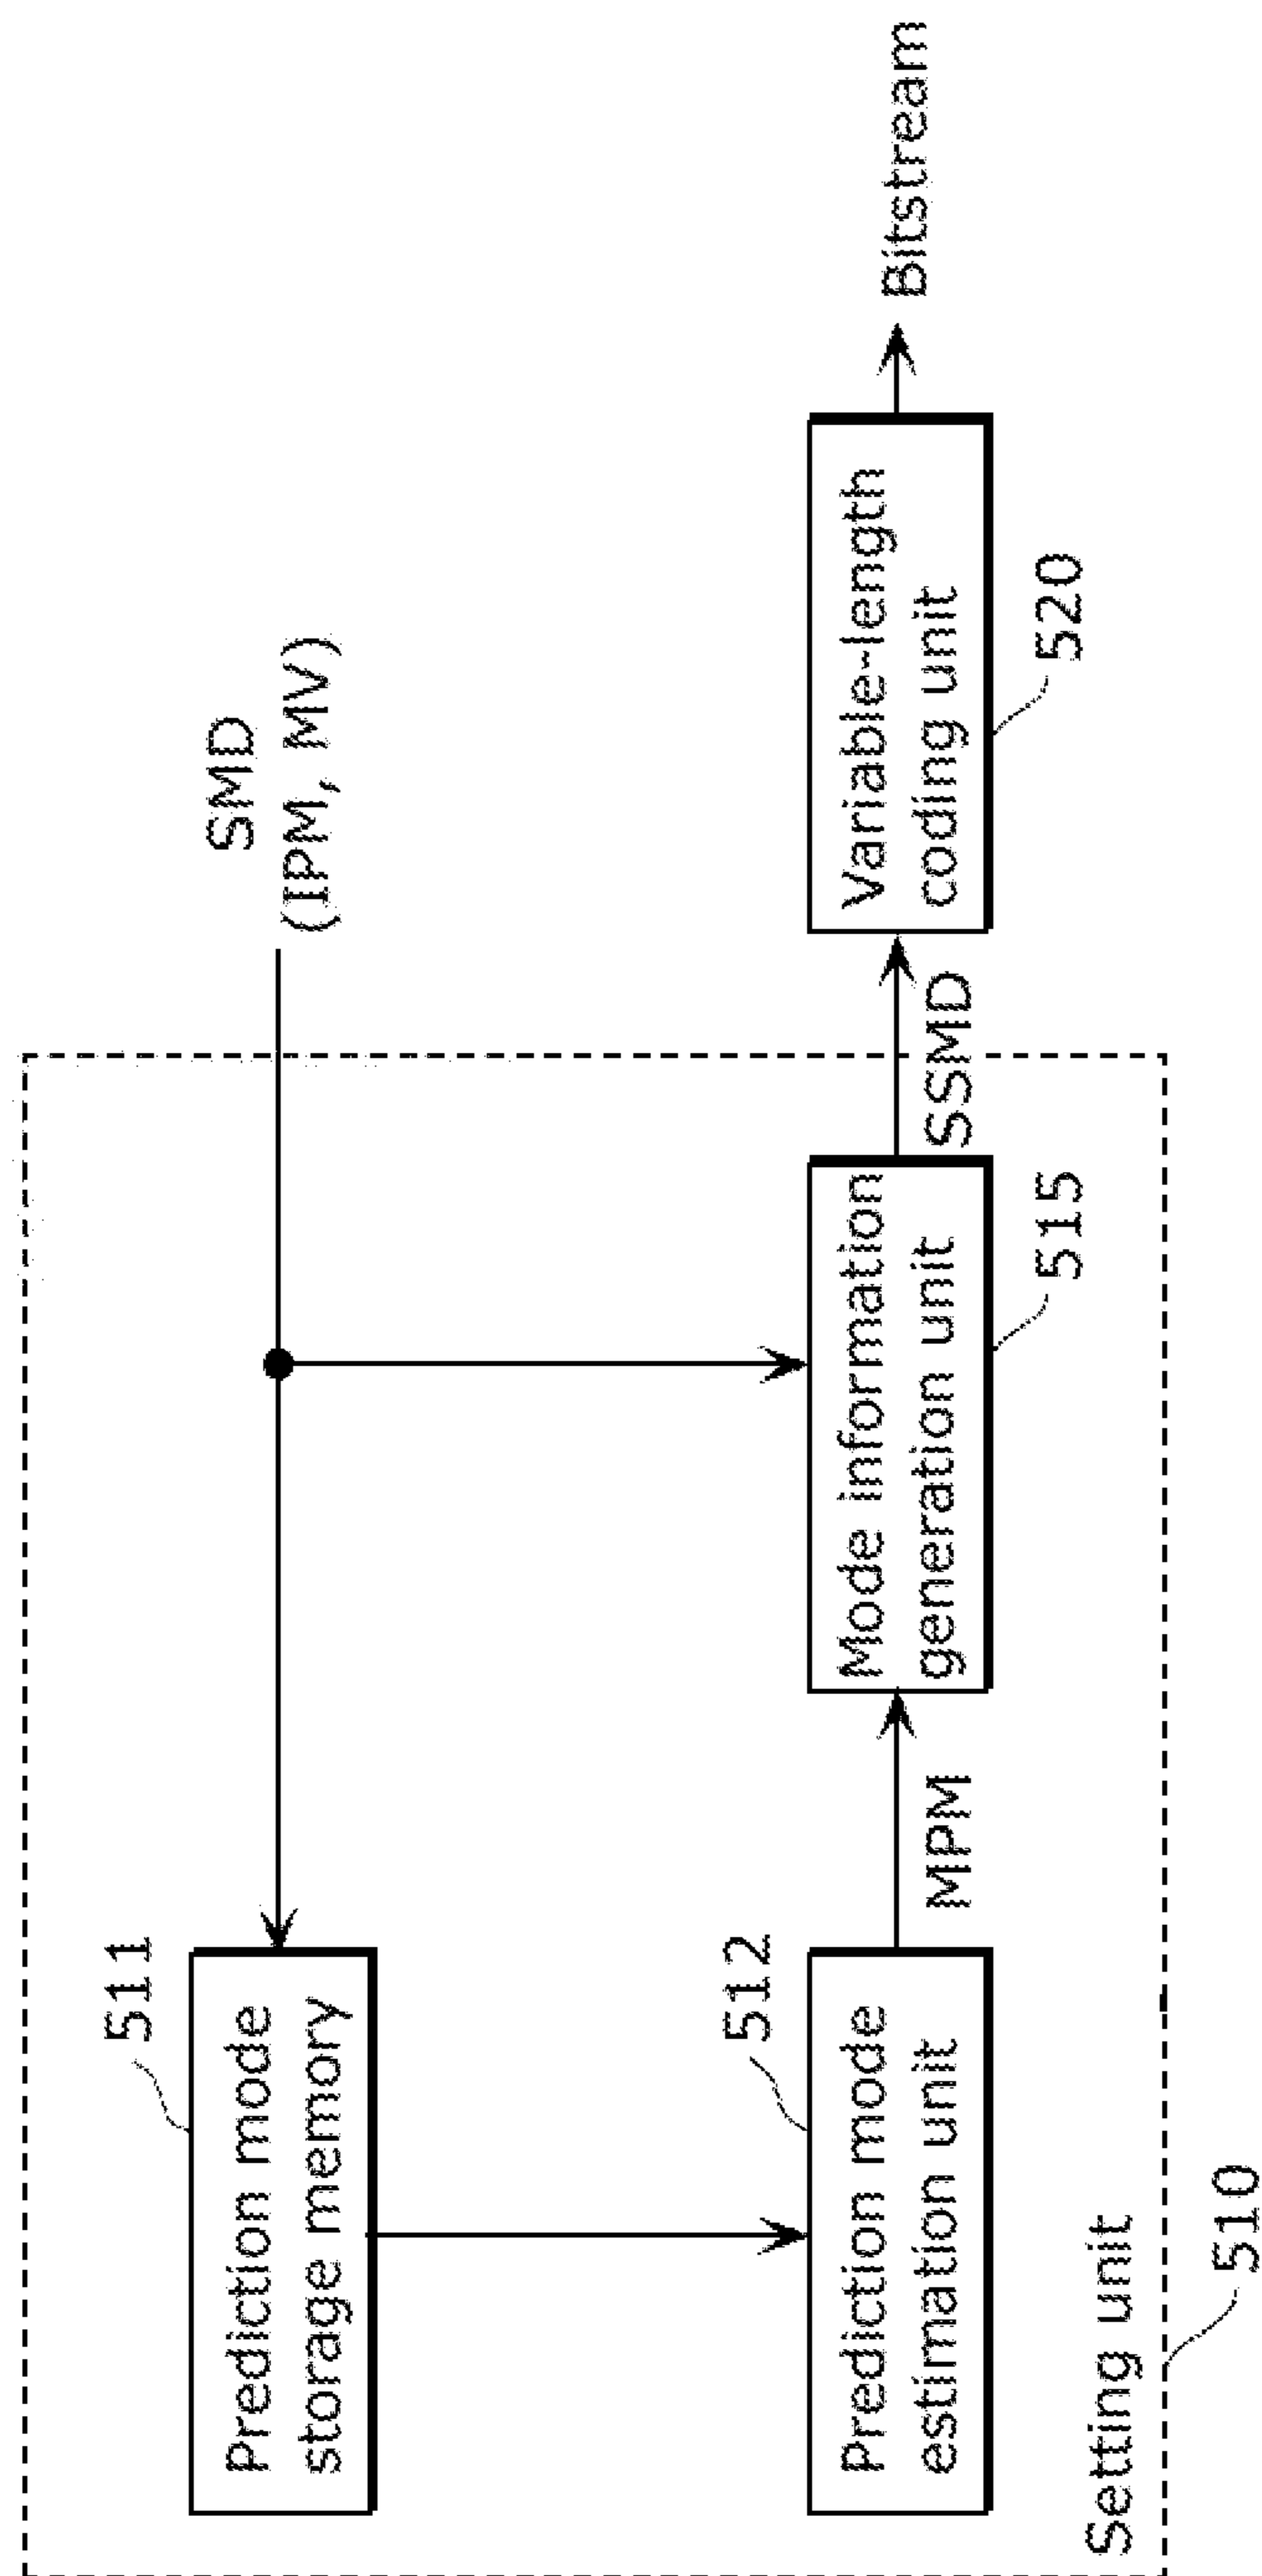 SMD
(IPM, MV)
511
Prediction mode
storage memory
512
Prediction mode
estimation unit
MPM
Mode information
generation unit
515
SSMD
Variable-length
coding unit
520
Bitstream
Setting unit
510